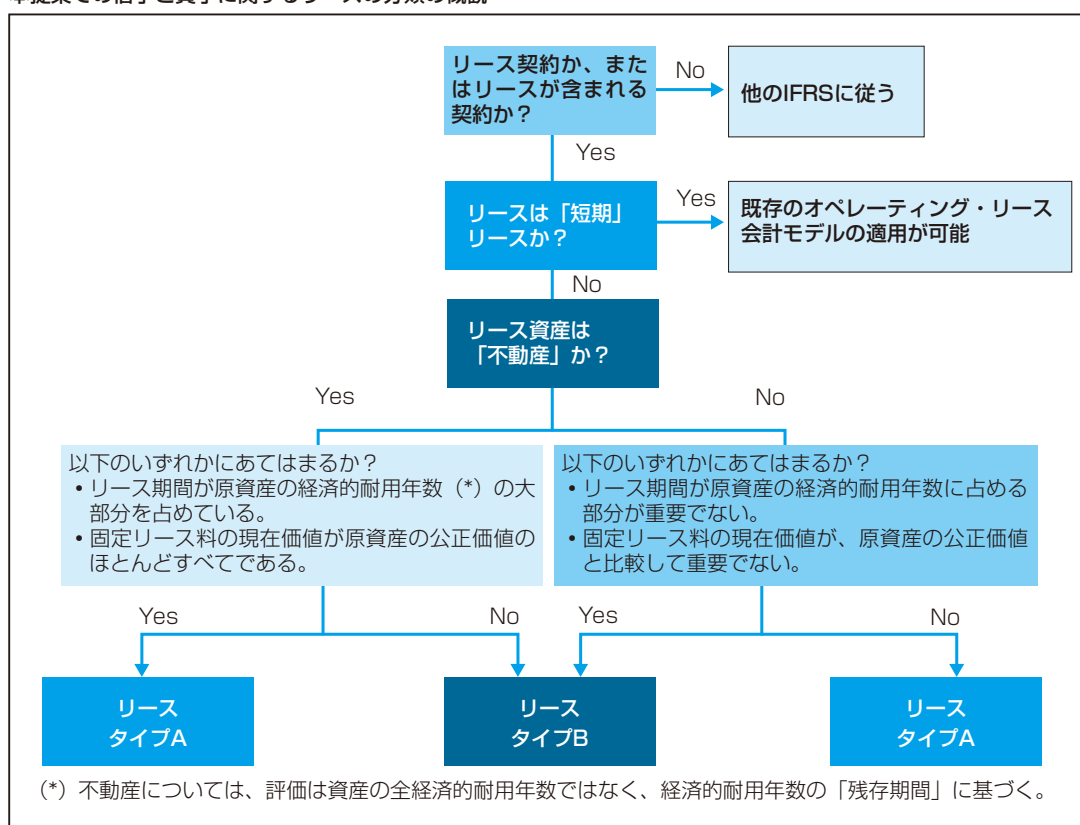 リース契約か、また
はリースが含まれる
契約か？
No
他のIFRSに従う
Yes
リースは「短期」
リースか？
Yes
既存のオペレーティング・リース
会計モデルの適用が可能
No
リース資産は
「不動産」か？
Yes
No
以下のいずれかにあてはまるか？
•リース期間が原資産の経済的耐用年数（*）の大
部分を占めている。
•固定リース料の現在価値が原資産の公正価値の
ほとんどすべてである。
以下のいずれかにあてはまるか？
•リース期間が原資産の経済的耐用年数に占める
部分が重要でない。
•固定リース料の現在価値が、原資産の公正価値
と比較して重要でない。
Yes
No
Yes
No
リース
タイプA
リース
タイプB
リース
タイプA
（*）不動産については、評価は資産の全経済的耐用年数ではなく、経済的耐用年数の「残存期間」に基づく。